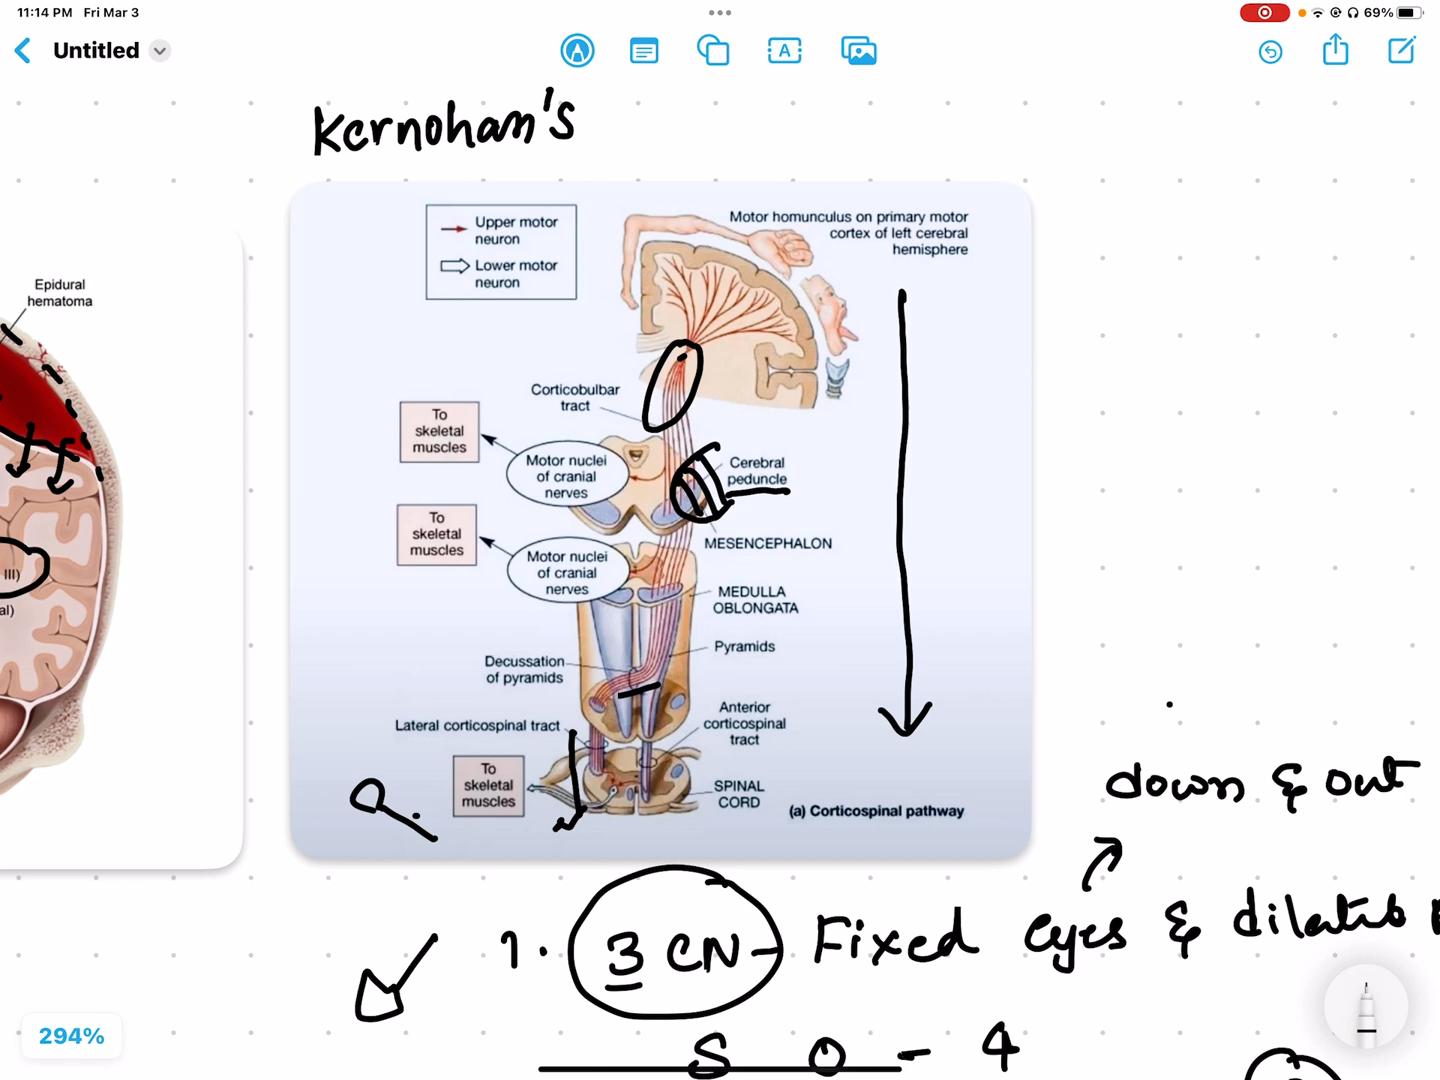 11:14 PM Fri Mar 3
69%
Untitled
A
Kernoham's
Epidural
hematoma
III)
al)
Upper motor
neuron
Lower motor
neuron
Motor homunculus on primary motor
cortex of left cerebral
hemisphere
Corticobulbar
tract
To
skeletal
muscles
Motor nuclei
of cranial
nerves
Cerebral
peduncle
To
skeletal
muscles
Motor nuclei
of cranial
nerves
MESENCEPHALON
MEDULLA
OBLONGATA
Pyramids
Decussation
of pyramids
Lateral corticospinal tract
Anterior
corticospinal
tract
To
skeletal
muscles
SPINAL
CORD
(a) Corticospinal pathway
down & out
1. 3 CN - Fixed eyes & dilated
S O - 4
294%